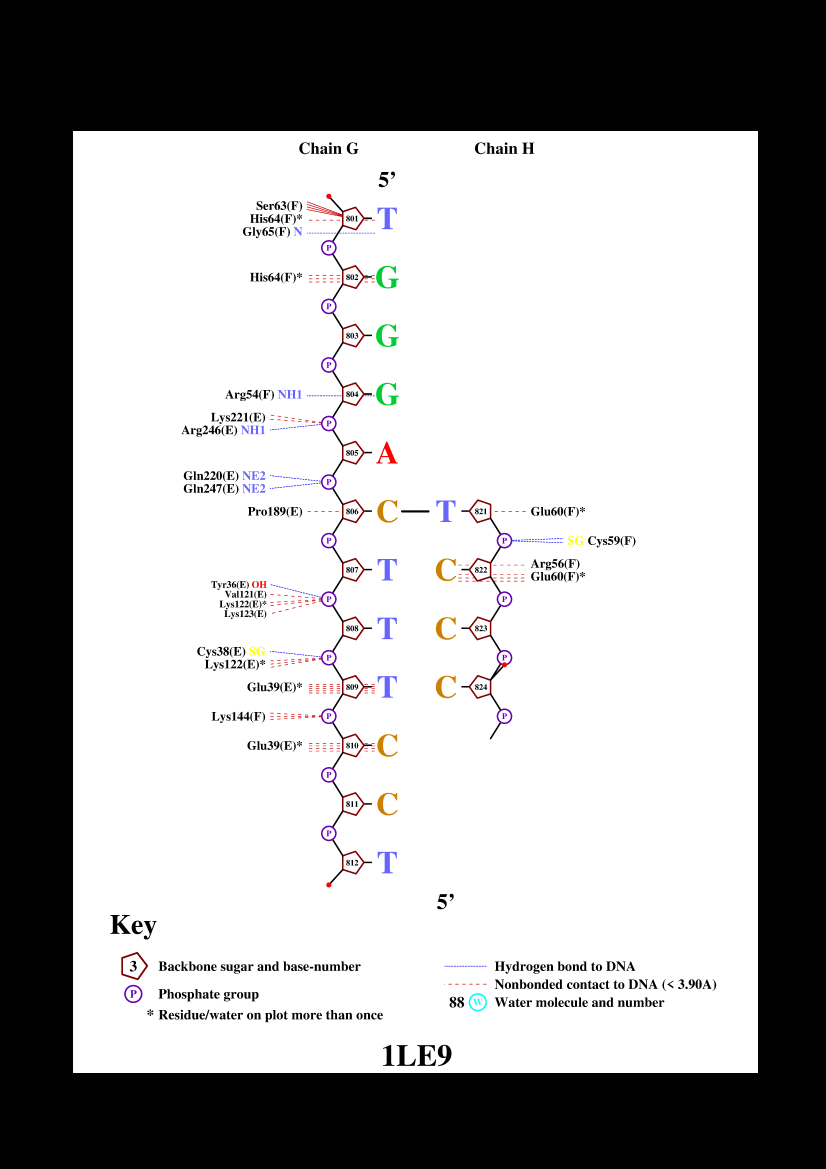 Chain G Chain H
5’
Ser63(F)
His64(F)* 801 T
Gly65(F) N
P
His64(F)* 802 G
P
803 G
P
Arg54(F) NH1 804 G
Lys221(E)
P
Arg246(E) NH1
805 A
Gln220(E) NE2
P
Gln247(E) NE2
Pro189(E) 806 C T 821 Glu60(F)*
P P SG Cys59(F)
Arg56(F)
807 T C 822
Glu60(F)*
Tyr36(E) OH
Val121(E)
P P
Lys122(E)*
Lys123(E)
808 T C 823
Cys38(E) SG
P P
Lys122(E)*
Glu39(E)* 809 T C 824
Lys144(F) P P
Glu39(E)* 810 C
P
811 C
P
812 T
5’
Key
3 Backbone sugar and base-number
P Phosphate group
* Residue/water on plot more than once
Hydrogen bond to DNA
Nonbonded contact to DNA (< 3.90A)
88 W Water molecule and number
1LE9